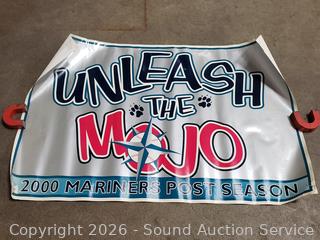 UNLEASH
THE
MOJO
2000 MARINERS POST SEASON
Copyright 2026 - Sound Auction Service